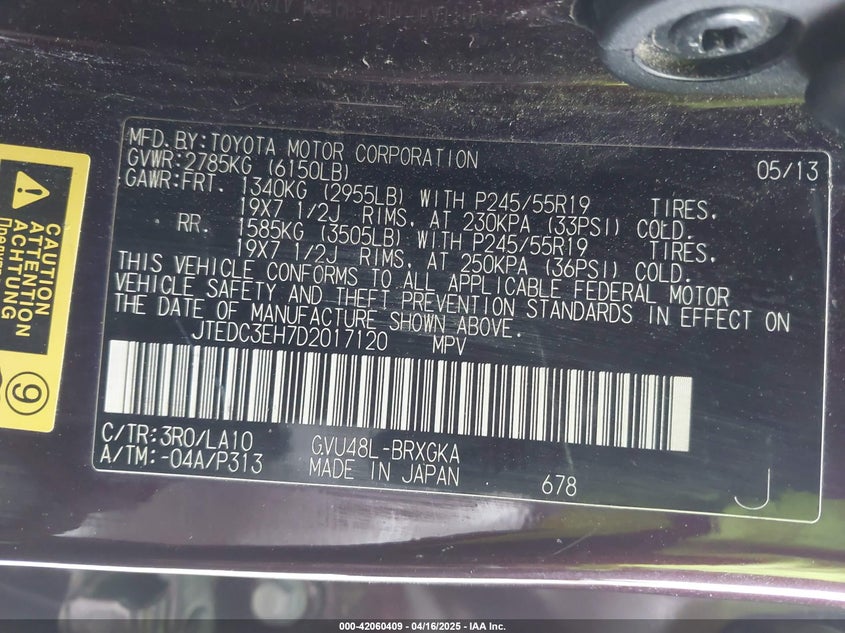 MFD.BY:TOYOTA MOTOR CORPORATION 05/13
GVWR:2785KG (6150LB)
GAWR:FRT. 1340KG (2955LB) WITH P245/55R19 TIRES.
19X7 1/2J RIMS, AT 230KPA (33PSI) COLD.
RR. 1585KG (3505LB) WITH P245/55R19 TIRES.
19X7 1/2J RIMS, AT 250KPA (36PSI) COLD.
THIS VEHICLE CONFORMS TO ALL APPLICABLE FEDERAL MOTOR
VEHICLE SAFETY AND THEFT PREVENTION STANDARDS IN EFFECT ON
THE DATE OF MANUFACTURE SHOWN ABOVE.
JTEDC3EH7D2017120 MPV
C/TR:3R0/LA10 GVU48L-BRXGKA
A/TM:-04A/P313 MADE IN JAPAN 678 J
CAUTION
ATTENTION
ACHTUNG
9
000-42060409 - 04/16/2025 - IAA Inc.